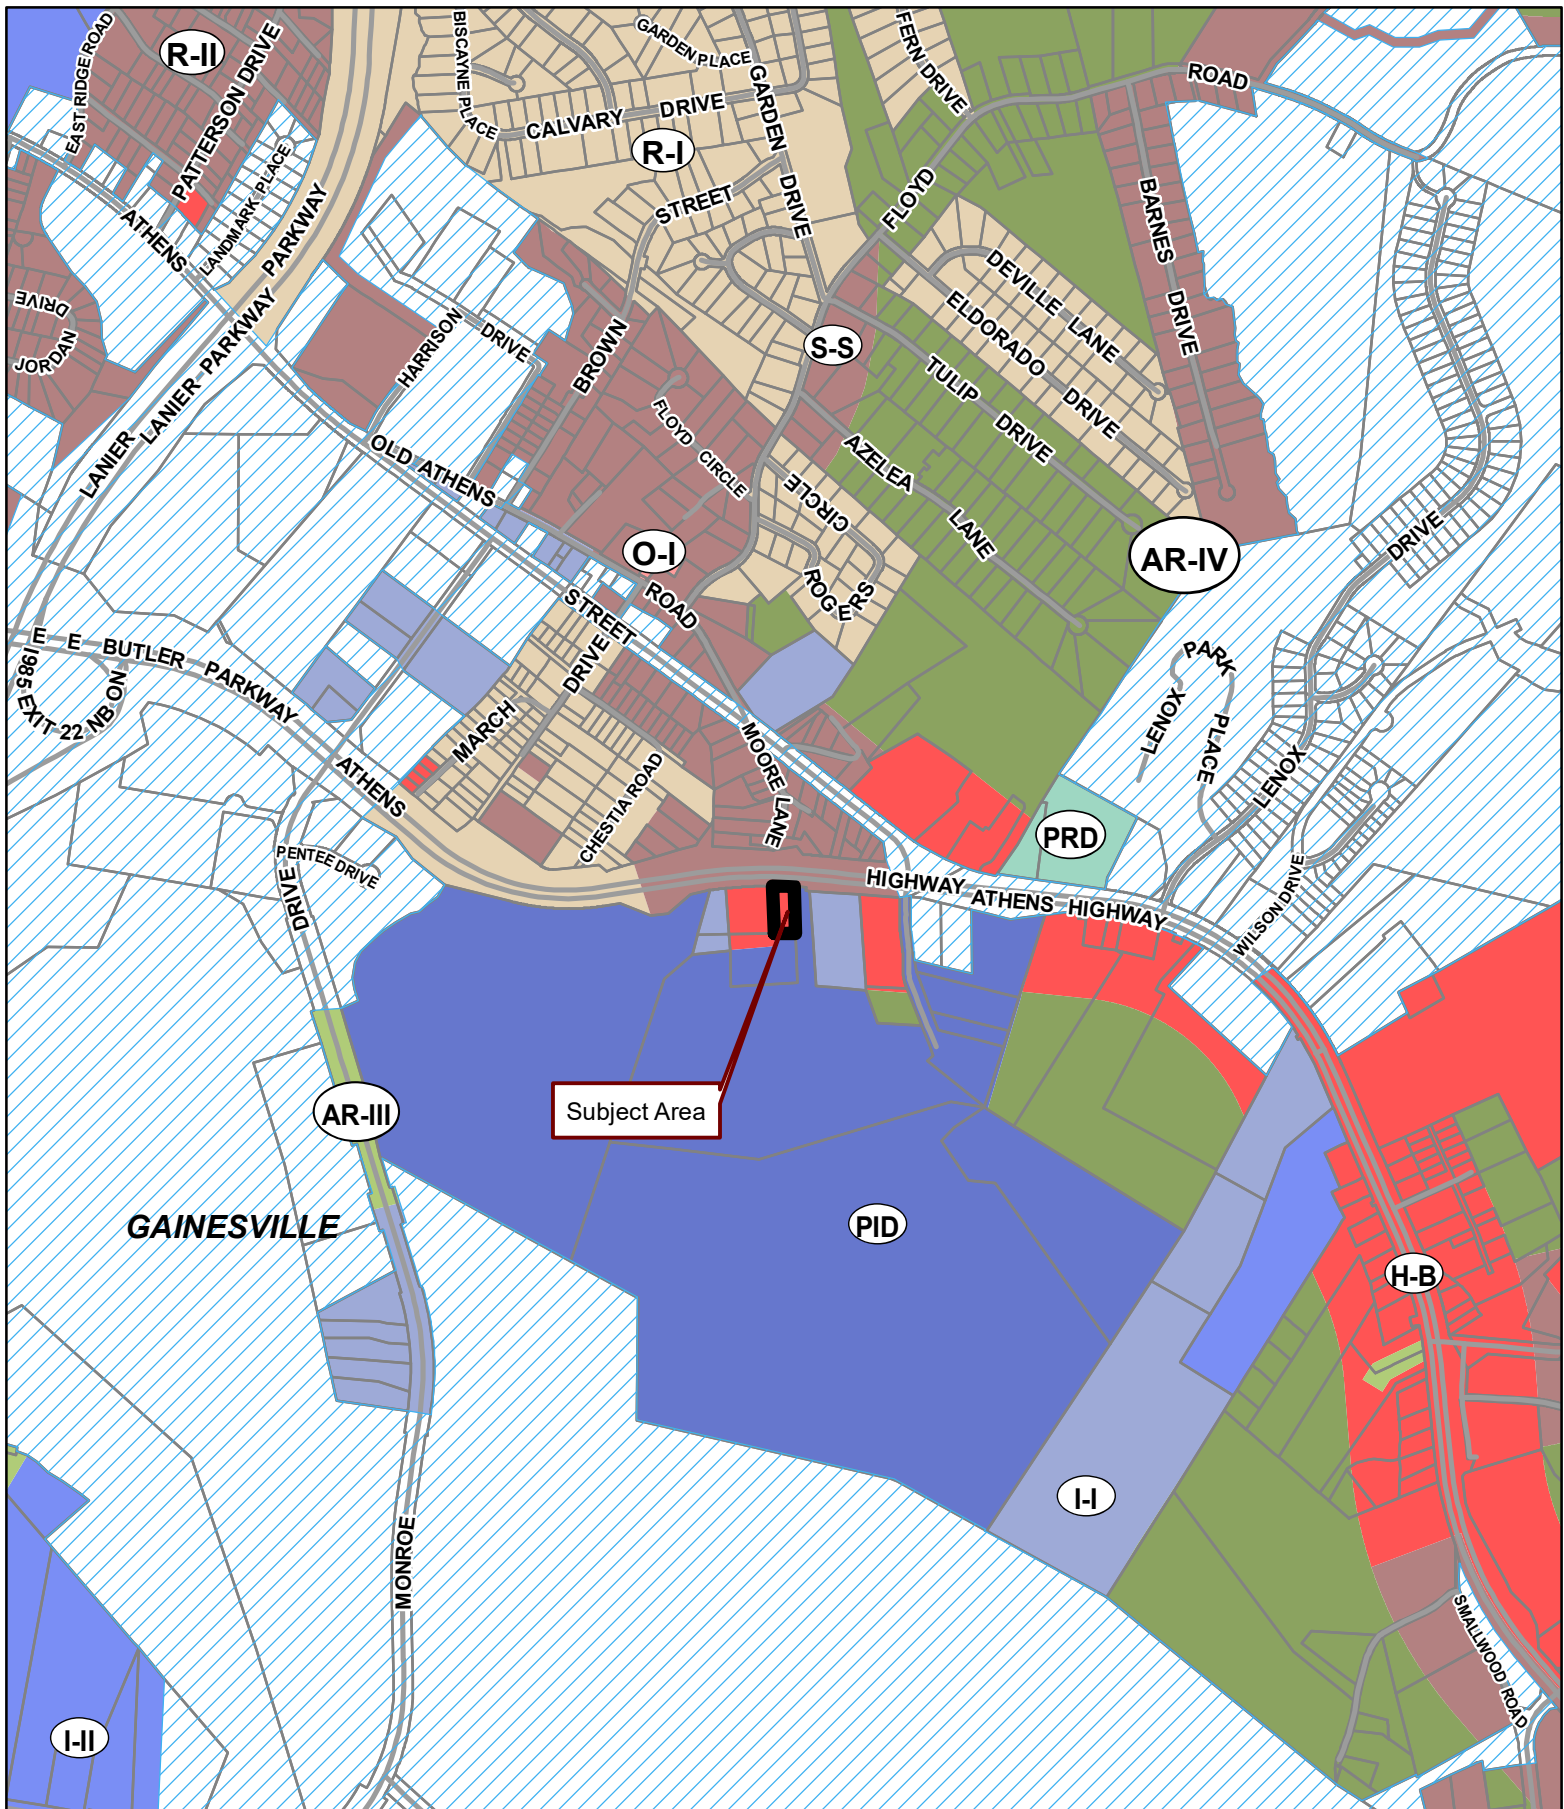 R-II
EAST RIDGE ROAD
PATTERSON DRIVE
BISCAYNE PLACE
PLACE
GARDEN PLACE
GARDEN
DRIVE
FERN DRIVE
ROAD
CALVARY DRIVE
R-I
LANDMARK PLACE
STREET
FLOYD
BARNES
DRIVE
ATHENS
LANIER PARKWAY
PARKWAY
DEVILLE LANE
ELDORADO DRIVE
DRIVE
JORDAN
HARRISON
DRIVE
BROWN
S-S
TULIP DRIVE
LANIER
FLOYD CIRCLE
AZELEA
LANE
OLD ATHENS
CIRCLE
DRIVE
O-I
AR-IV
ROAD
ROGERS
STREET
E E BUTLER PARKWAY
I985 EXIT 22 NB ON
DRIVE
MARCH
PARK
LENOX
PLACE
MOORE
LANE
CHESTIA ROAD
LENOX
ATHENS
PRD
PENTEE DRIVE
HIGHWAY
ATHENS HIGHWAY
WILSON DRIVE
DRIVE
Subject Area
AR-III
GAINESVILLE
PID
H-B
I-I
MONROE
SMALLWOOD ROAD
I-II